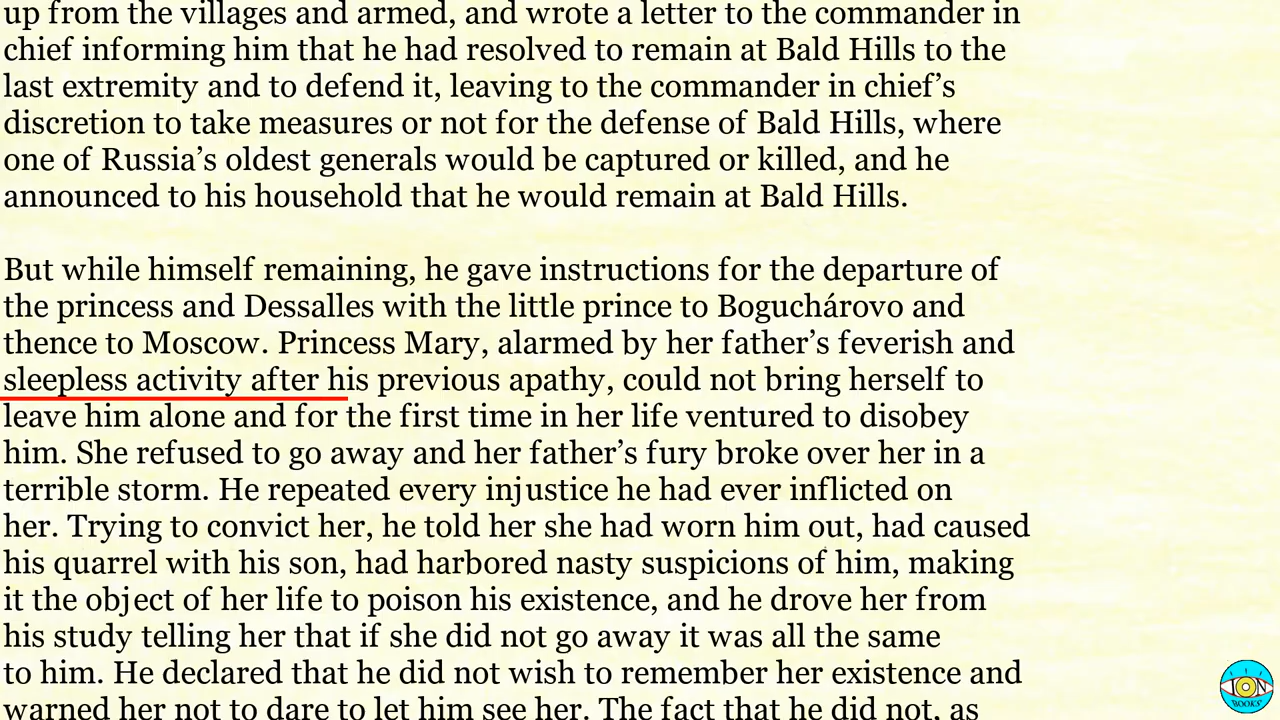 up from the villages and armed, and wrote a letter to the commander in
chief informing him that he had resolved to remain at Bald Hills to the
last extremity and to defend it, leaving to the commander in chief’s
discretion to take measures or not for the defense of Bald Hills, where
one of Russia’s oldest generals would be captured or killed, and he
announced to his household that he would remain at Bald Hills.
But while himself remaining, he gave instructions for the departure of
the princess and Dessalles with the little prince to Boguchárovo and
thence to Moscow. Princess Mary, alarmed by her father’s feverish and
sleepless activity after his previous apathy, could not bring herself to
leave him alone and for the first time in her life ventured to disobey
him. She refused to go away and her father’s fury broke over her in a
terrible storm. He repeated every injustice he had ever inflicted on
her. Trying to convict her, he told her she had worn him out, had caused
his quarrel with his son, had harbored nasty suspicions of him, making
it the object of her life to poison his existence, and he drove her from
his study telling her that if she did not go away it was all the same
to him. He declared that he did not wish to remember her existence and
warned her not to dare to let him see her. The fact that he did not, as
ION
BOOKS